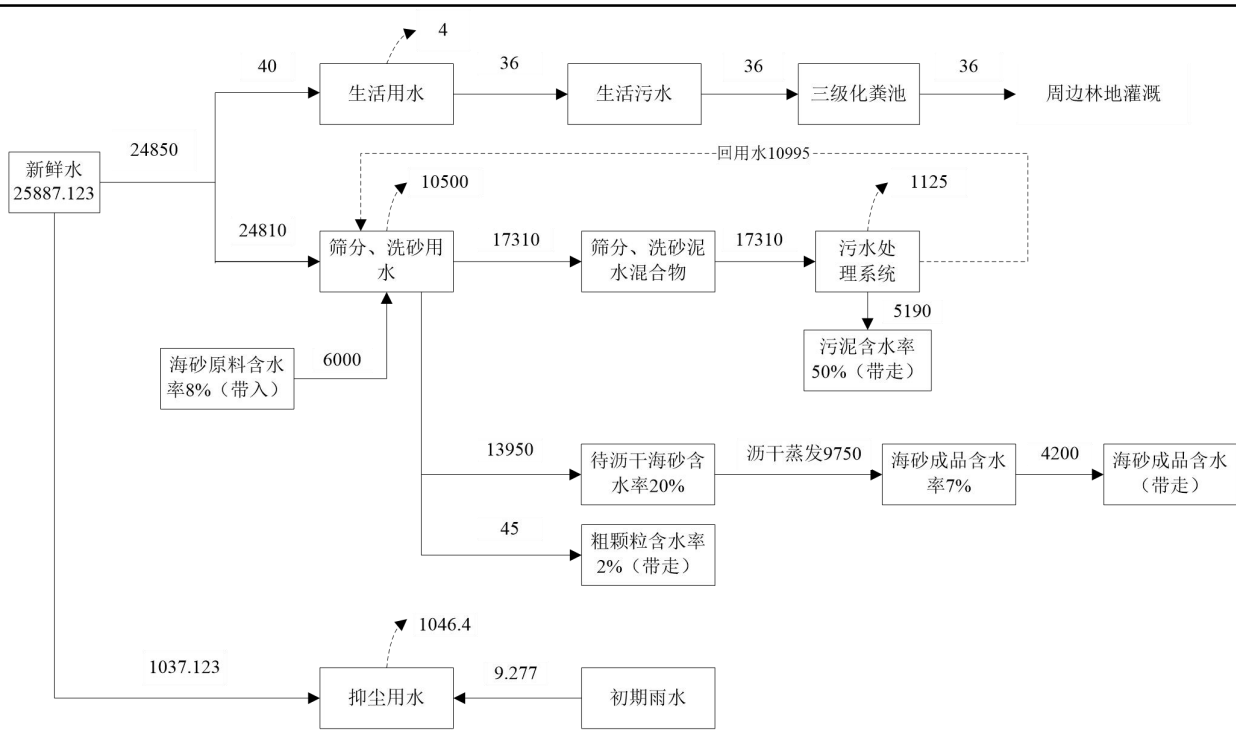 4
40
36
36
36
生活用水
生活污水
三级化粪池
周边林地灌溉
24850
新鲜水
25887.123
回用水10995
10500
1125
24810
17310
17310
筛分、洗砂用
水
筛分、洗砂泥
水混合物
污水处
理系统
5190
海砂原料含水
率8%（带入）
6000
污泥含水率
50%（带走）
13950
沥干蒸发9750
4200
待沥干海砂含
水率20%
海砂成品含水
率7%
海砂成品含水
（带走）
45
粗颗粒含水率
2%（带走）
1046.4
1037.123
9.277
抑尘用水
初期雨水